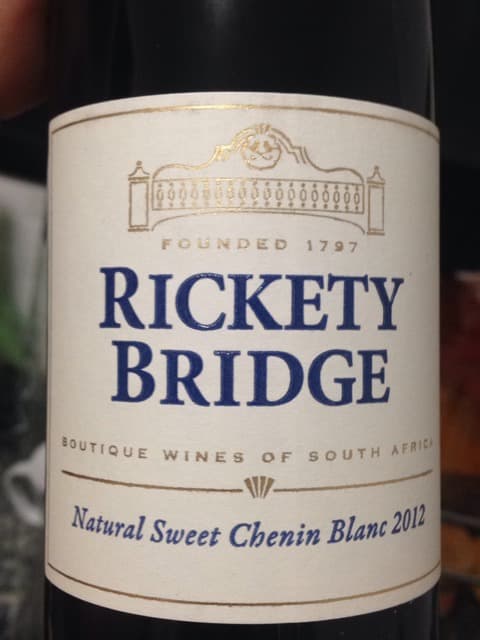 FOUNDED 1797
RICKETY
BRIDGE
BOUTIQUE WINES OF SOUTH AFRICA
Natural Sweet Chenin Blanc 2012